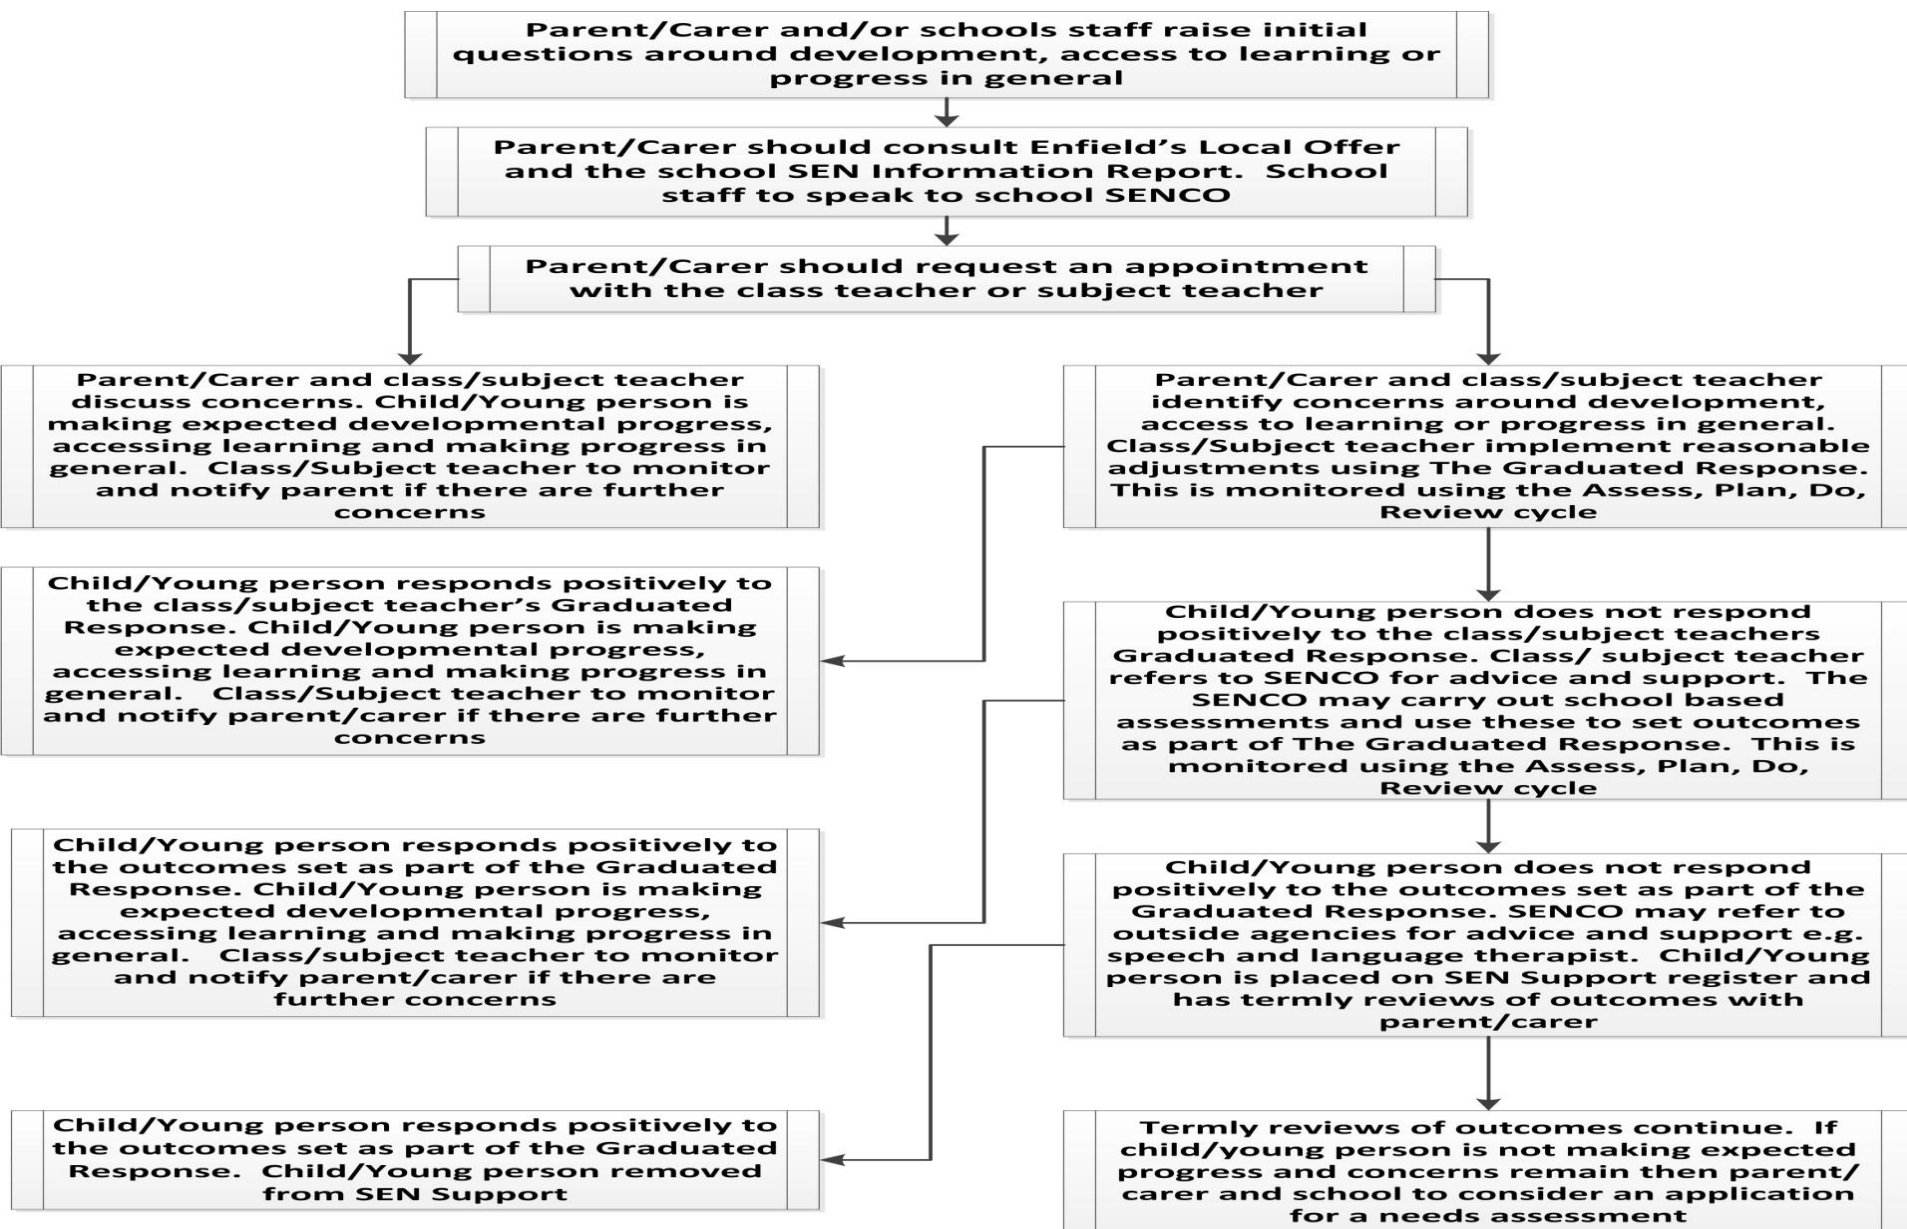 Parent/Carer and/or schools staff raise initial
questions around development, access to learning or
progress in general
Parent/Carer should consult Enfield’s Local Offer
and the school SEN Information Report.  School
staff to speak to school SENCO
Parent/Carer should request an appointment
with the class teacher or subject teacher
Parent/Carer and class/subject teacher
discuss concerns. Child/Young person is
making expected developmental progress,
accessing learning and making progress in
general.  Class/Subject teacher to monitor
and notify parent if there are further
concerns
Parent/Carer and class/subject teacher
identify concerns around development,
access to learning or progress in general.
Class/Subject teacher implement reasonable
adjustments using The Graduated Response.
This is monitored using the Assess, Plan, Do,
Review cycle
Child/Young person responds positively to
the class/subject teacher’s Graduated
Response. Child/Young person is making
expected developmental progress,
accessing learning and making progress in
general.   Class/Subject teacher to monitor
and notify parent/carer if there are further
concerns
Child/Young person does not respond
positively to the class/subject teachers
Graduated Response. Class/ subject teacher
refers to SENCO for advice and support.  The
SENCO may carry out school based
assessments and use these to set outcomes
as part of The Graduated Response.  This is
monitored using the Assess, Plan, Do,
Review cycle
Child/Young person responds positively to
the outcomes set as part of the Graduated
Response. Child/Young person is making
expected developmental progress,
accessing learning and making progress in
general.   Class/subject teacher to monitor
and notify parent/carer if there are
further concerns
Child/Young person does not respond
positively to the outcomes set as part of the
Graduated Response. SENCO may refer to
outside agencies for advice and support e.g.
speech and language therapist.  Child/Young
person is placed on SEN Support register and
has termly reviews of outcomes with
parent/carer
Child/Young person responds positively to
the outcomes set as part of the Graduated
Response.  Child/Young person removed
from SEN Support
Termly reviews of outcomes continue.  If
child/young person is not making expected
progress and concerns remain then parent/
carer and school to consider an application
for a needs assessment